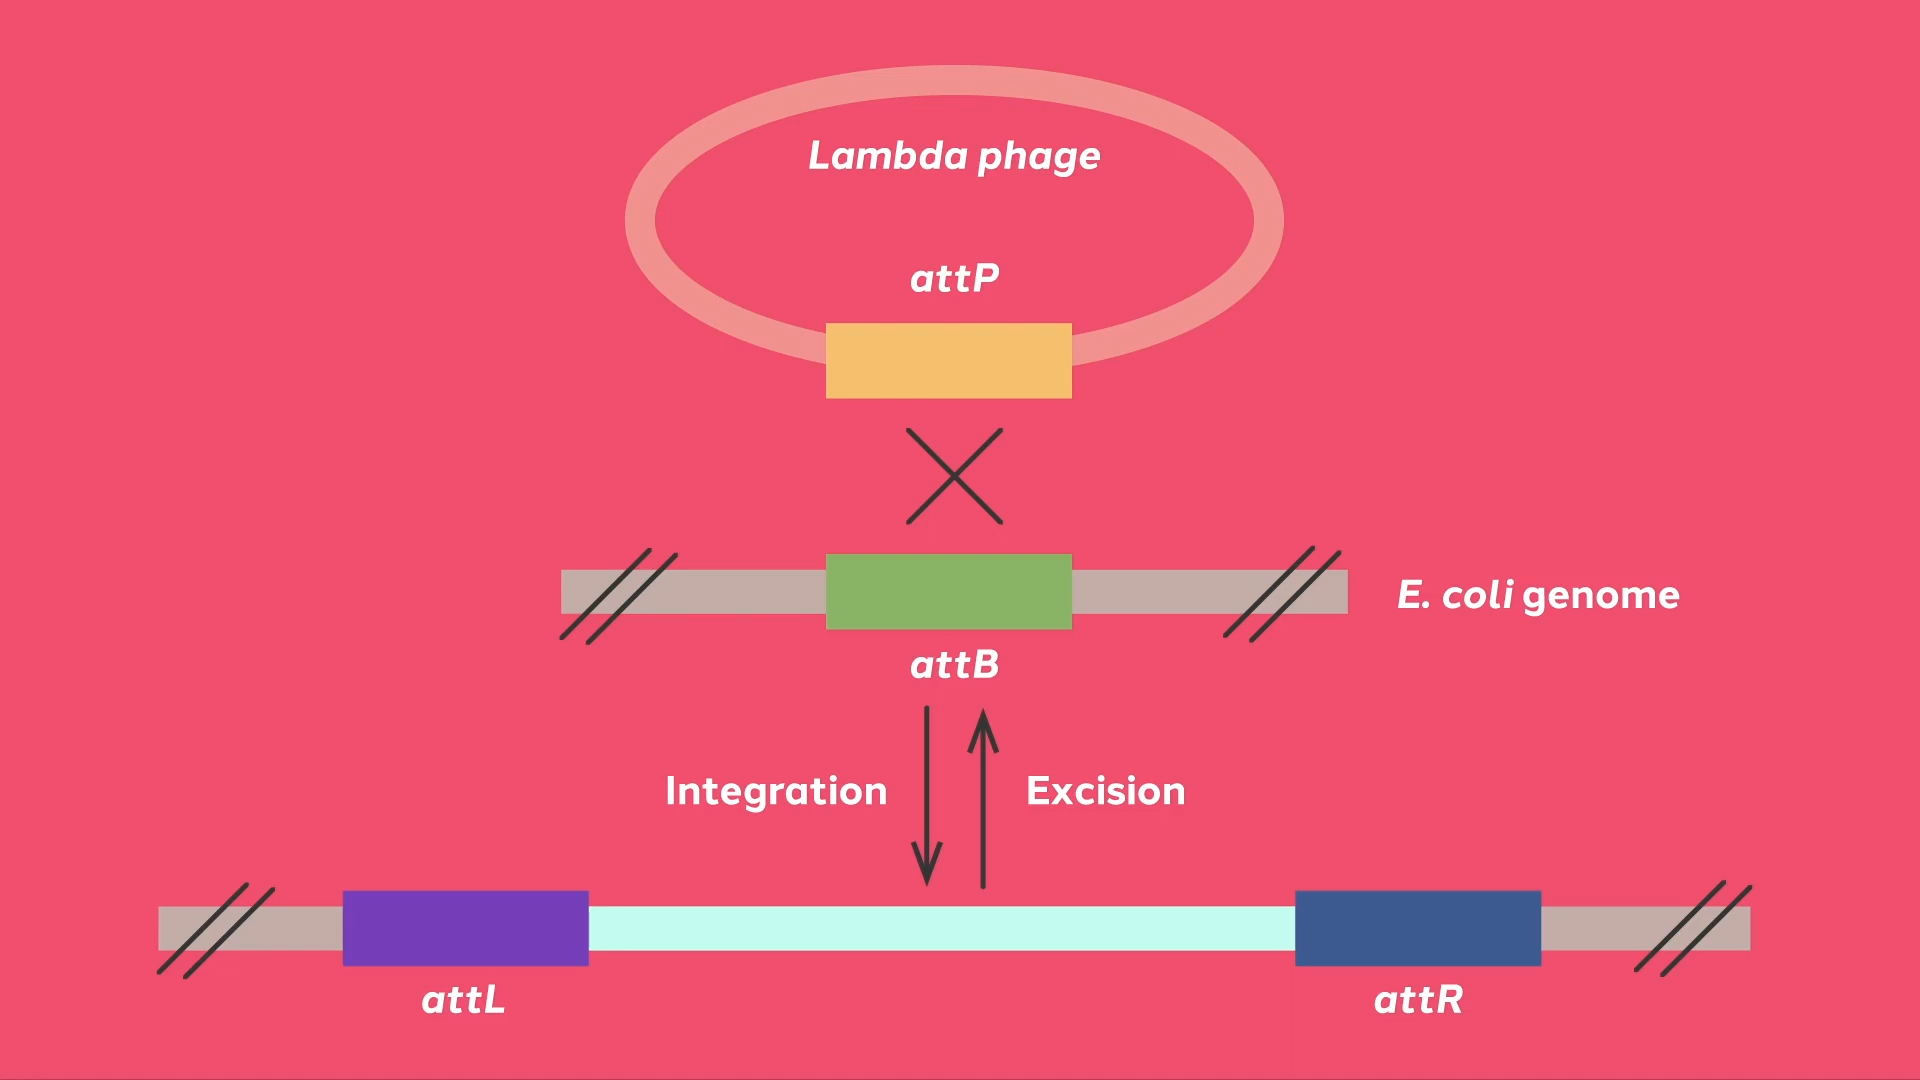 Lambda phage
attP
E. coli genome
attB
Integration
Excision
attL
attR